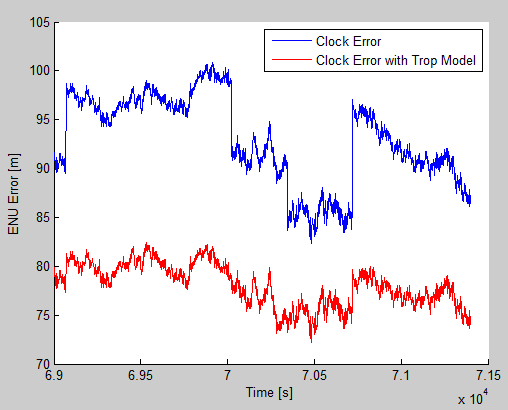 105
100
95
90
85
80
75
70
ENU Error [m]
Clock Error
Clock Error with Trop Model
6.9
6.95
7
7.05
7.1
7.15
Time [s]
x 10^4